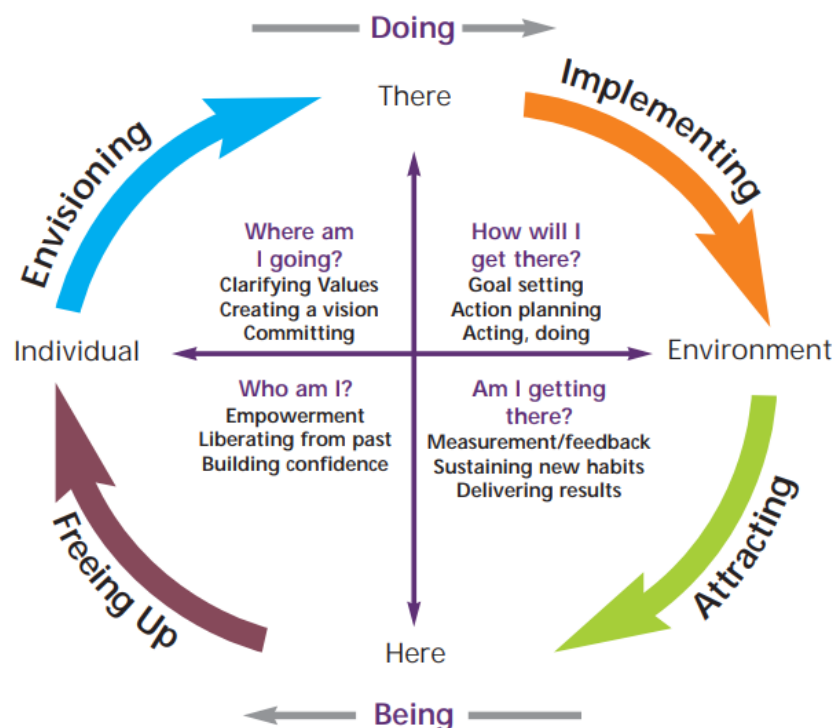 Doing
There
Envisioning
Implementing
Where am
I going?
Clarifying Values
Creating a vision
Committing
How will I
get there?
Goal setting
Action planning
Acting, doing
Individual
Environment
Who am I?
Empowerment
Liberating from past
Building confidence
Am I getting
there?
Measurement/feedback
Sustaining new habits
Delivering results
Freeing Up
Attracting
Here
Being